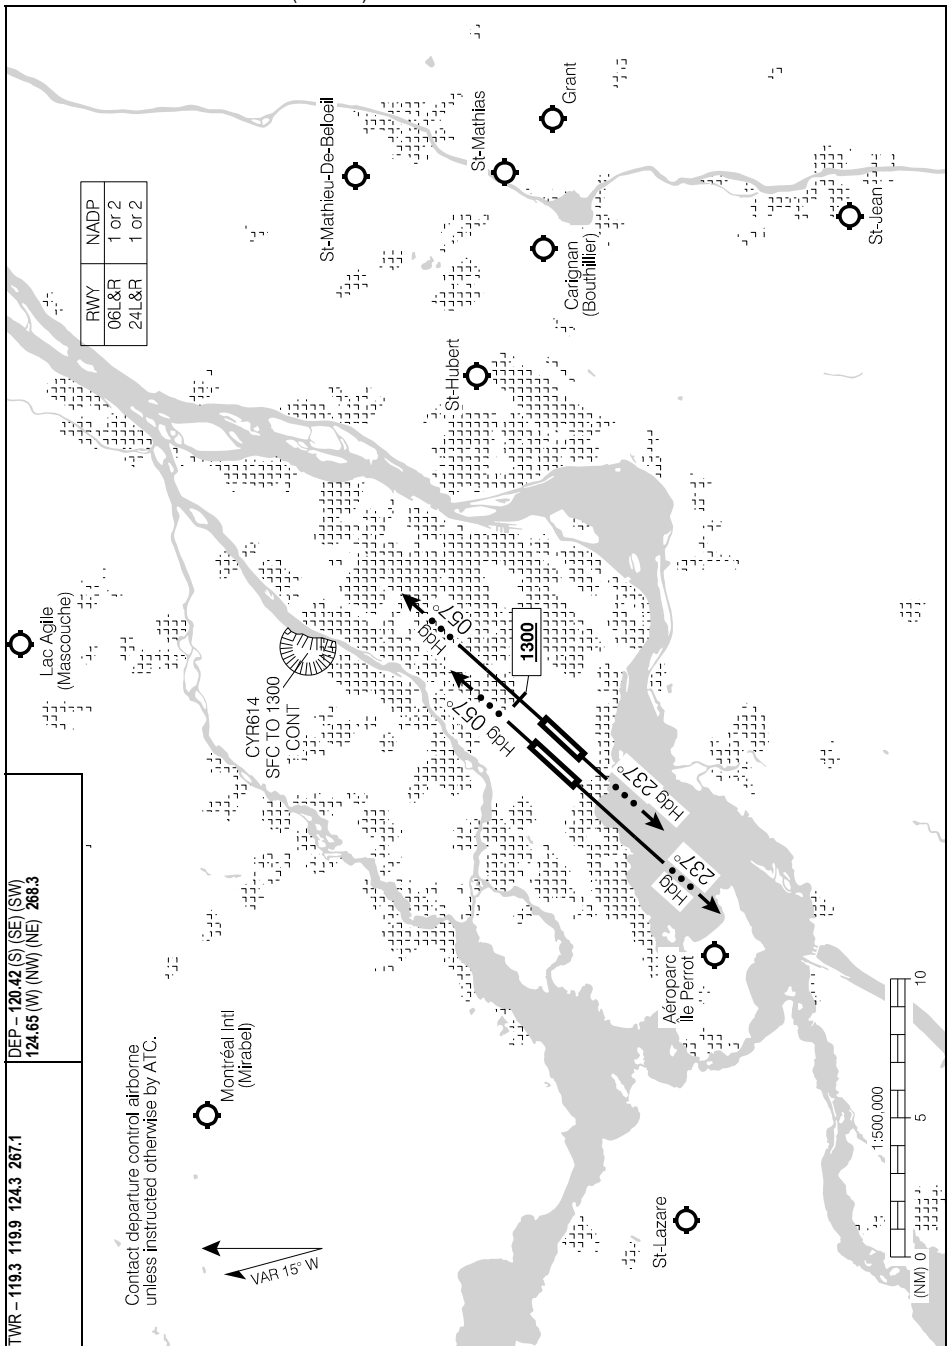 TWR – 119.3 119.9 124.3 267.1
DEP – 120.42 (S) (SE) (SW)
124.65 (W) (NW) (NE) 268.3
Contact departure control airborne
unless instructed otherwise by ATC.
VAR 15° W
Montréal Intl
(Mirabel)
Lac Agile
(Mascouche)
CYR614
SFC TO 1300
CONT
RWY NADP
06L&R 1 or 2
24L&R 1 or 2
St-Mathieu-De-Beloeil
St-Mathias
Grant
St-Hubert
Carignan
(Bouthillier)
St-Jean
Hdg 057°
Hdg 057°
1300
Hdg 237°
Hdg 237°
Aéroparc
Île Perrot
St-Lazare
1:500,000
(NM) 0 5 10